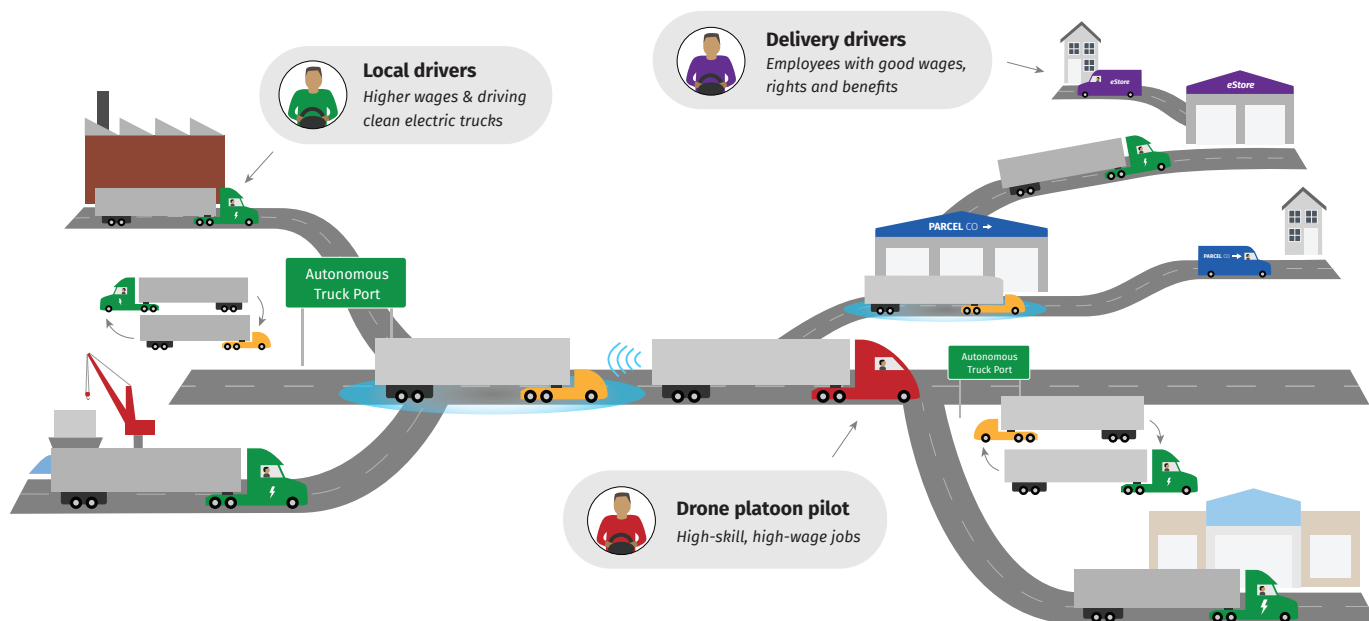 Local drivers
Higher wages & driving
clean electric trucks
Delivery drivers
Employees with good wages,
rights and benefits
eStore
eStore
PARCEL CO
PARCEL CO
Autonomous
Truck Port
Autonomous
Truck Port
Drone platoon pilot
High-skill, high-wage jobs